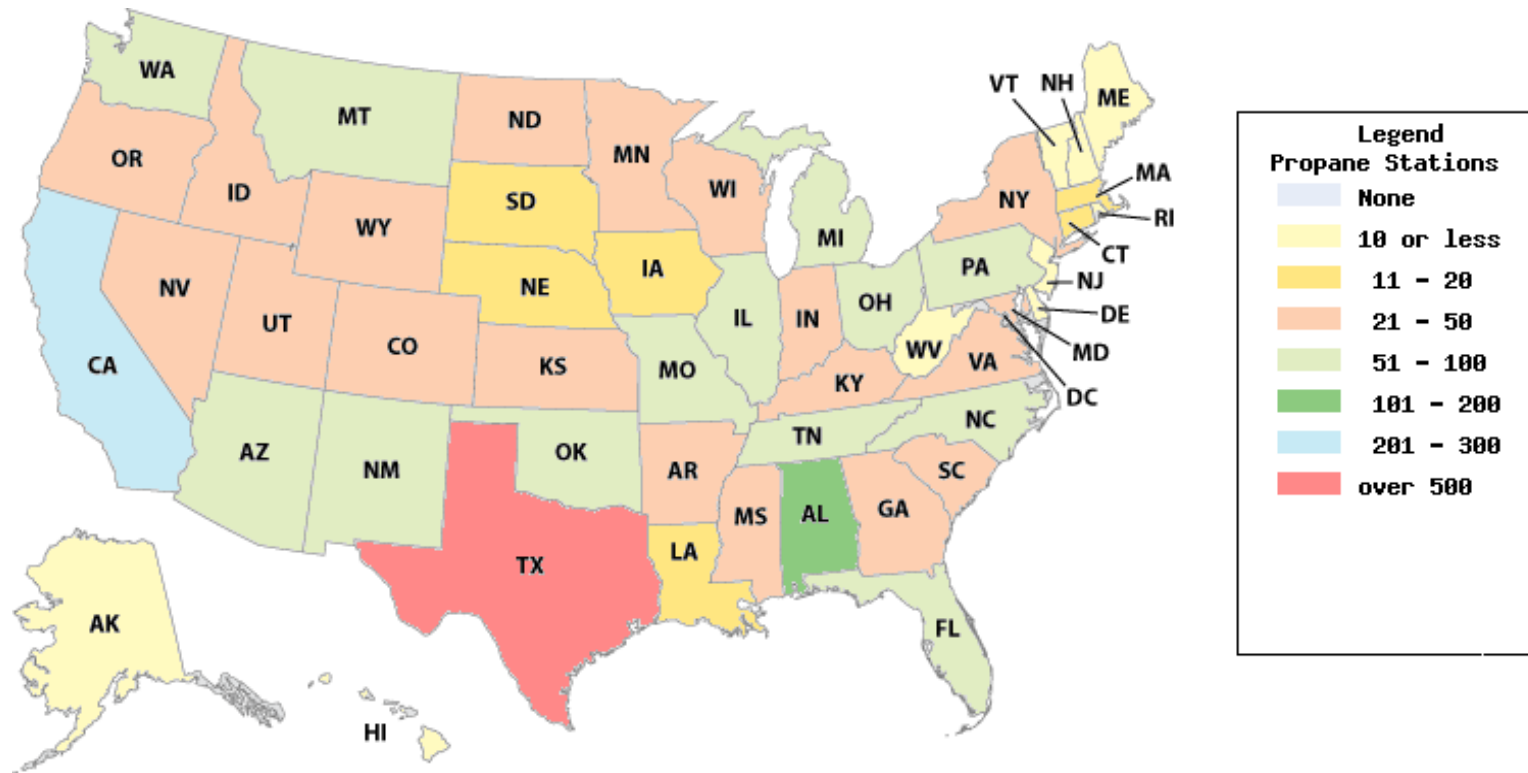 WA
MT
ND
MN
VT
NH
ME
OR
ID
WY
SD
WI
NY
MA
RI
CT
MI
NV
UT
CO
NE
IA
PA
NJ
CA
KS
MO
IL
IN
OH
WV
VA
DE
MD
DC
KY
AZ
NM
OK
AR
TN
NC
SC
TX
LA
MS
AL
GA
FL
AK
HI
Legend
Propane Stations
None
10 or less
11 - 20
21 - 50
51 - 100
101 - 200
201 - 300
over 500